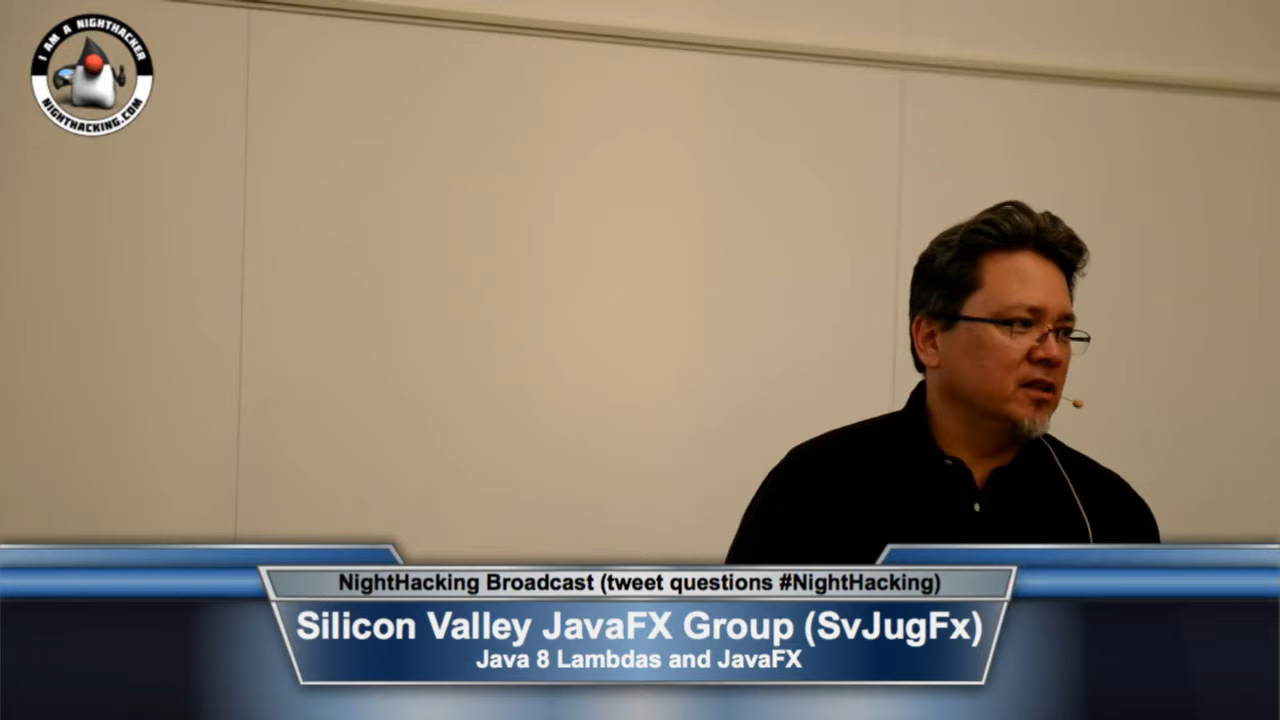 I AM A NIGHTHACKER
NIGHTHACKING.COM
NightHacking Broadcast (tweet questions #NightHacking)
Silicon Valley JavaFX Group (SvJugFx)
Java 8 Lambdas and JavaFX